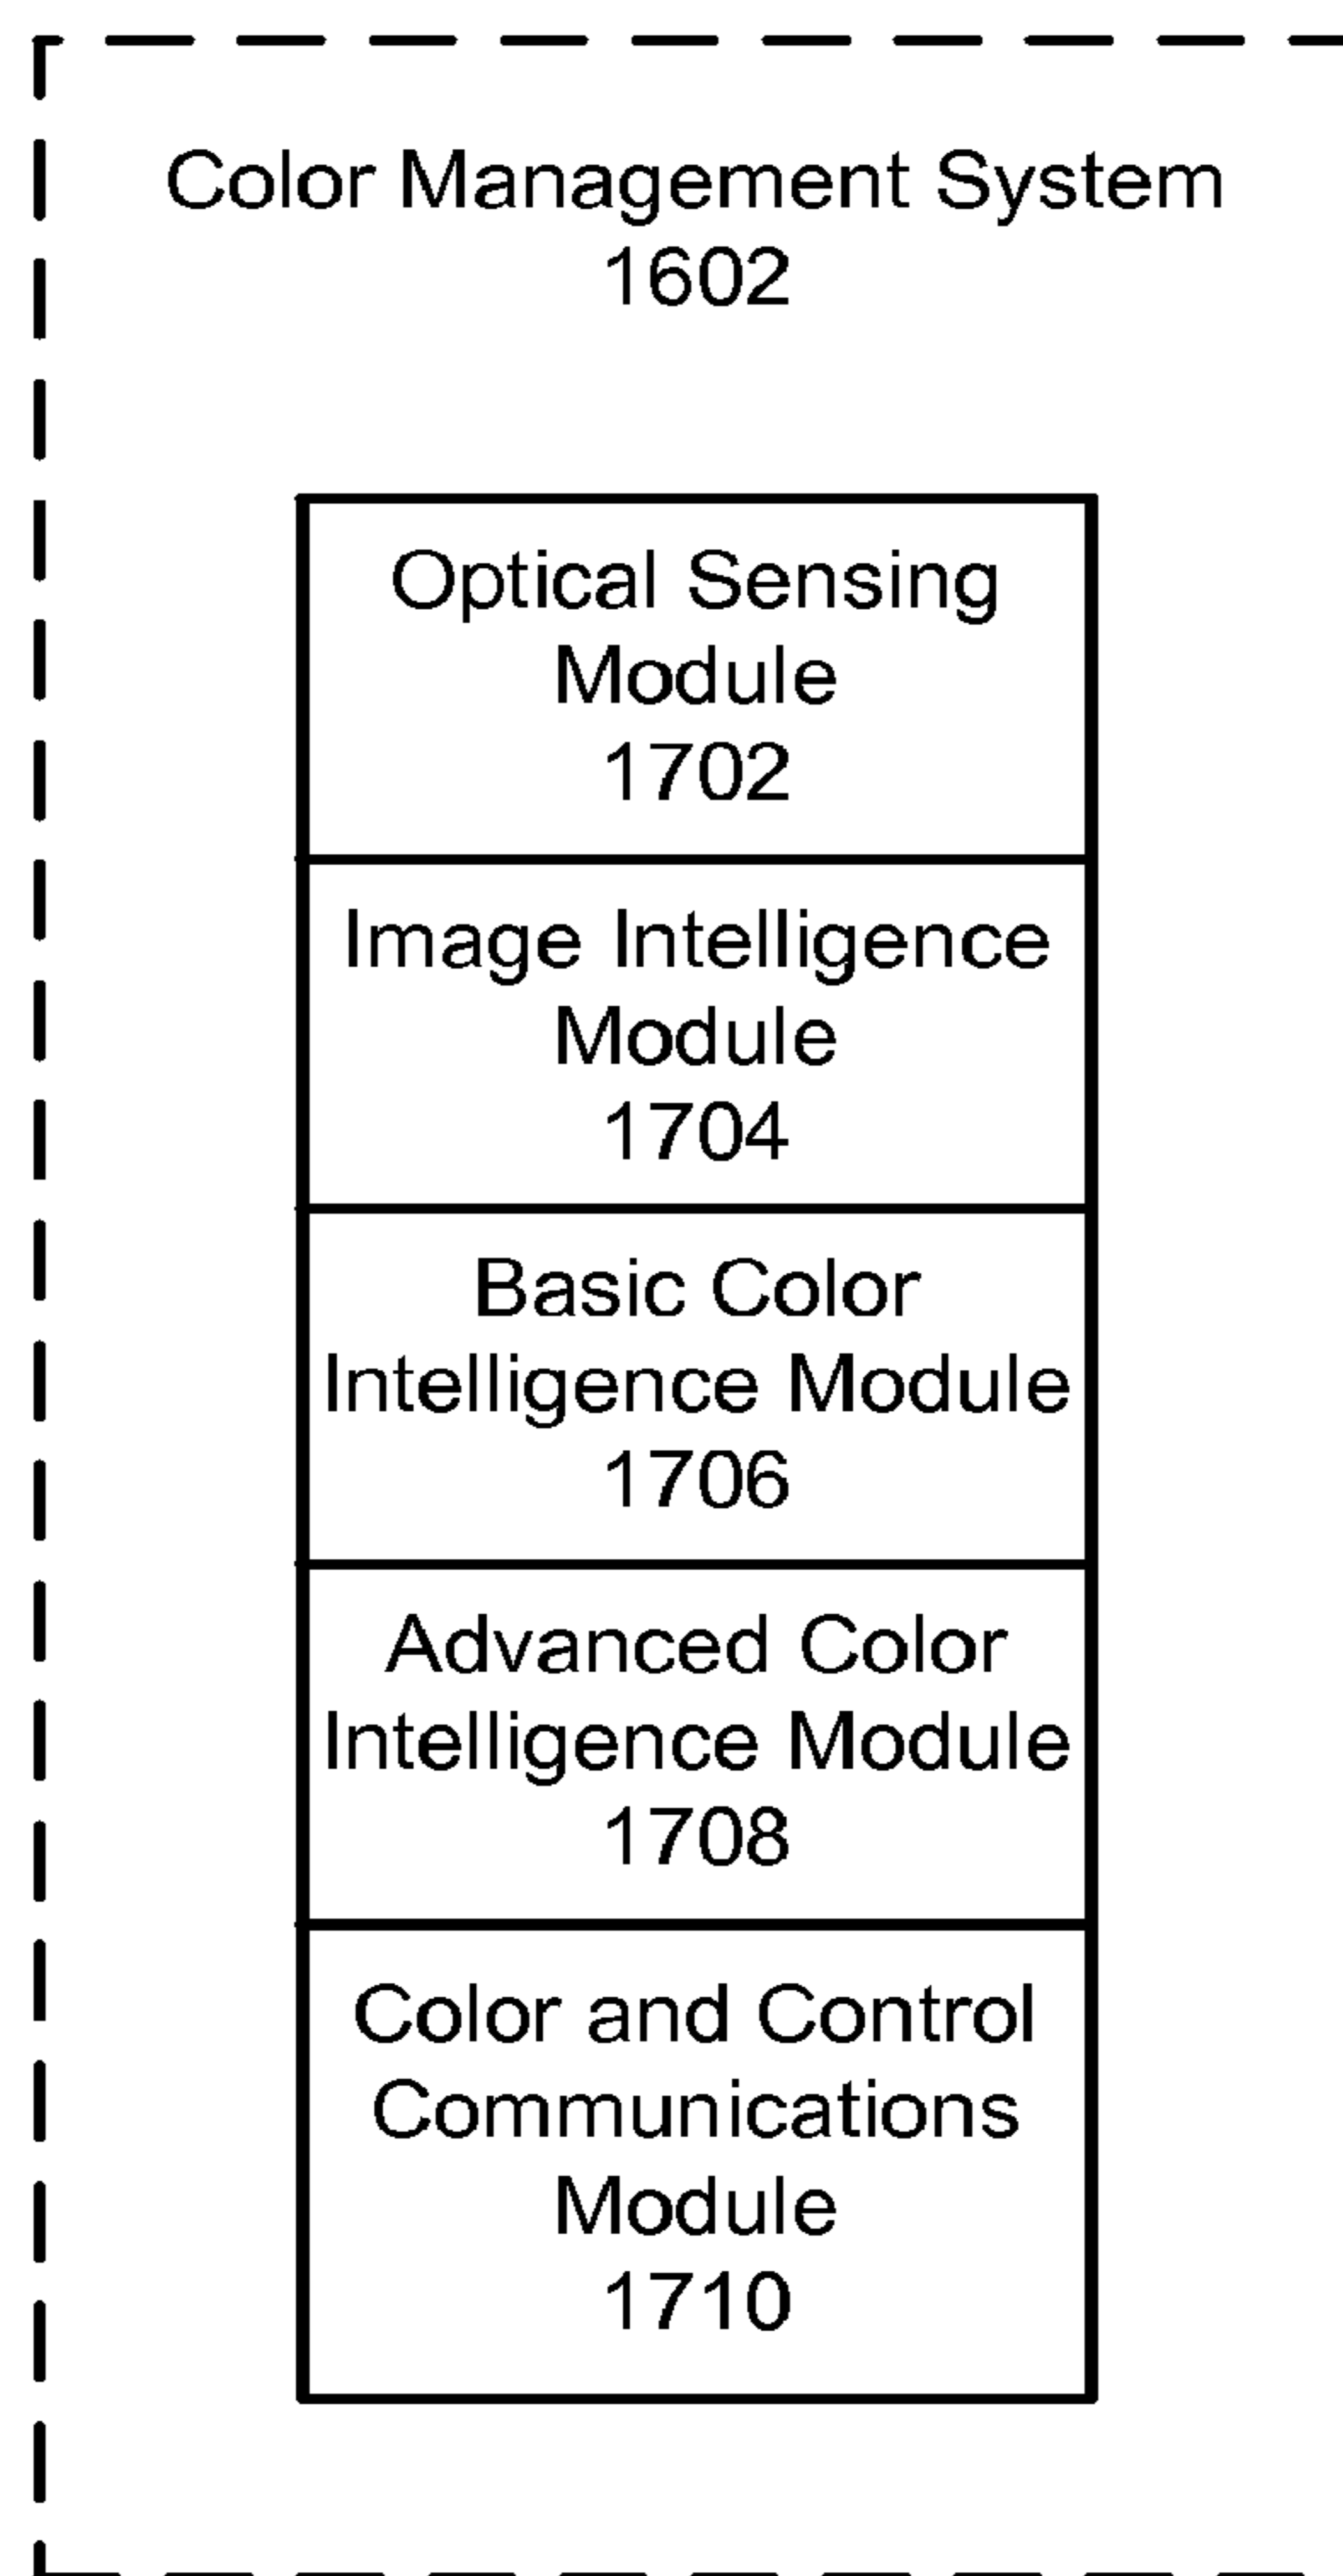 Color Management System
1602
Optical Sensing
Module
1702
Image Intelligence
Module
1704
Basic Color
Intelligence Module
1706
Advanced Color
Intelligence Module
1708
Color and Control
Communications
Module
1710